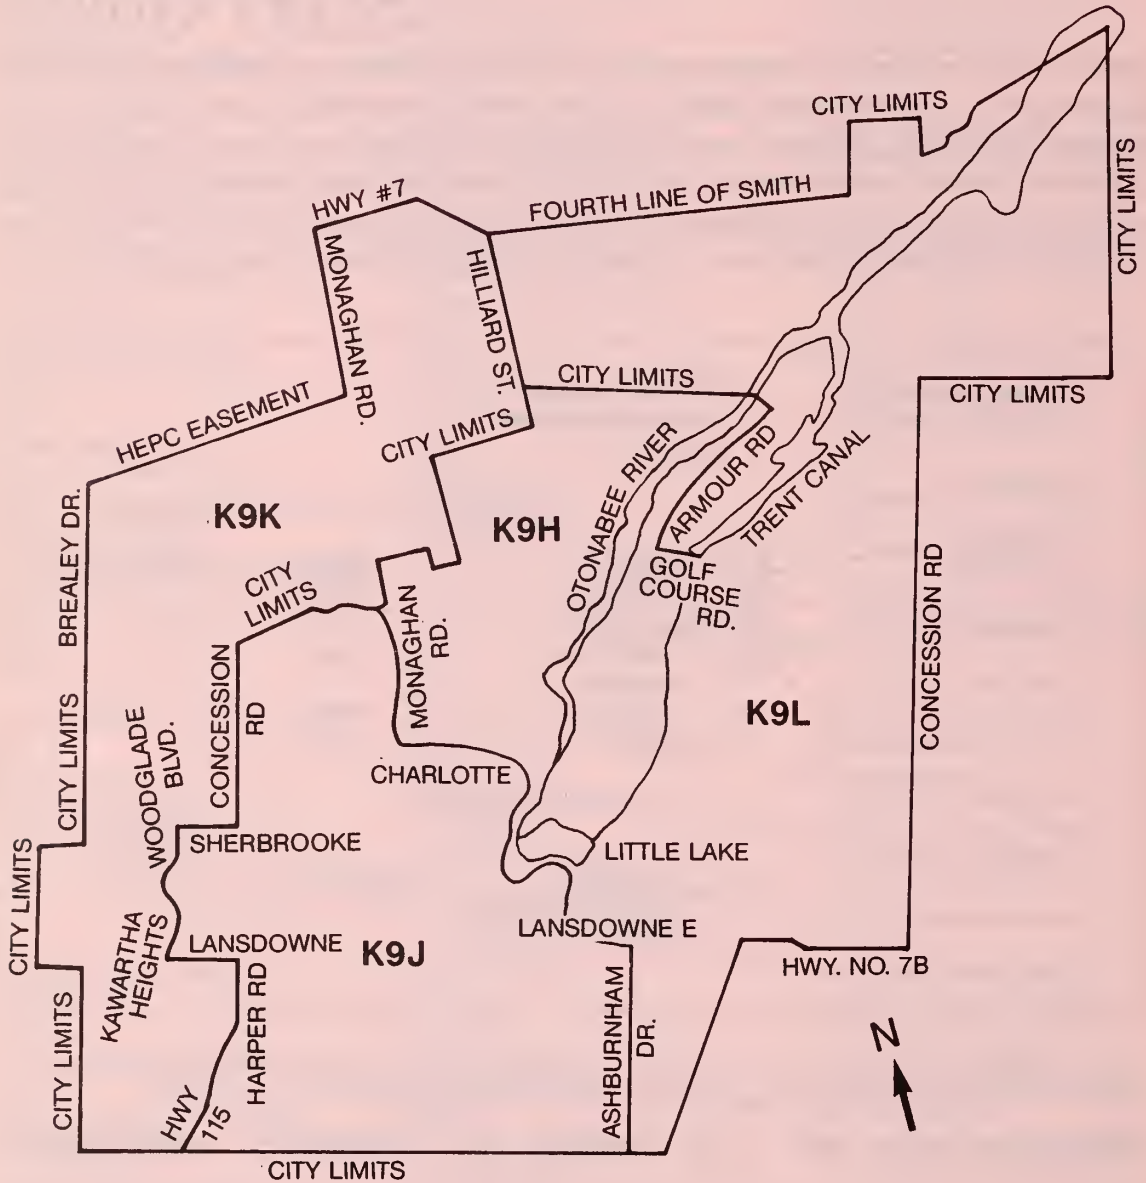 CITY LIMITS
HWY #7
FOURTH LINE OF SMITH
CITY LIMITS
MONAGHAN RD.
HILLIARD ST.
CITY LIMITS
CITY LIMITS
HEPC EASEMENT
CITY LIMITS
BREALEY DR.
K9K
K9H
OTONABEE RIVER
ARMOUR RD
TRENT CANAL
GOLF
COURSE
RD.
CITY
LIMITS
MONAGHAN
RD.
CONCESSION
RD
CONCESSION RD
K9L
CITY LIMITS
WOODGLADE
BLVD.
CHARLOTTE
SHERBROOKE
LITTLE LAKE
CITY LIMITS
KAWARTHA
HEIGHTS
LANSDOWNE
K9J
LANSDOWNE E
HWY. NO. 7B
CITY LIMITS
HARPER RD
HWY
115
ASHBURNHAM
DR.
N
CITY LIMITS